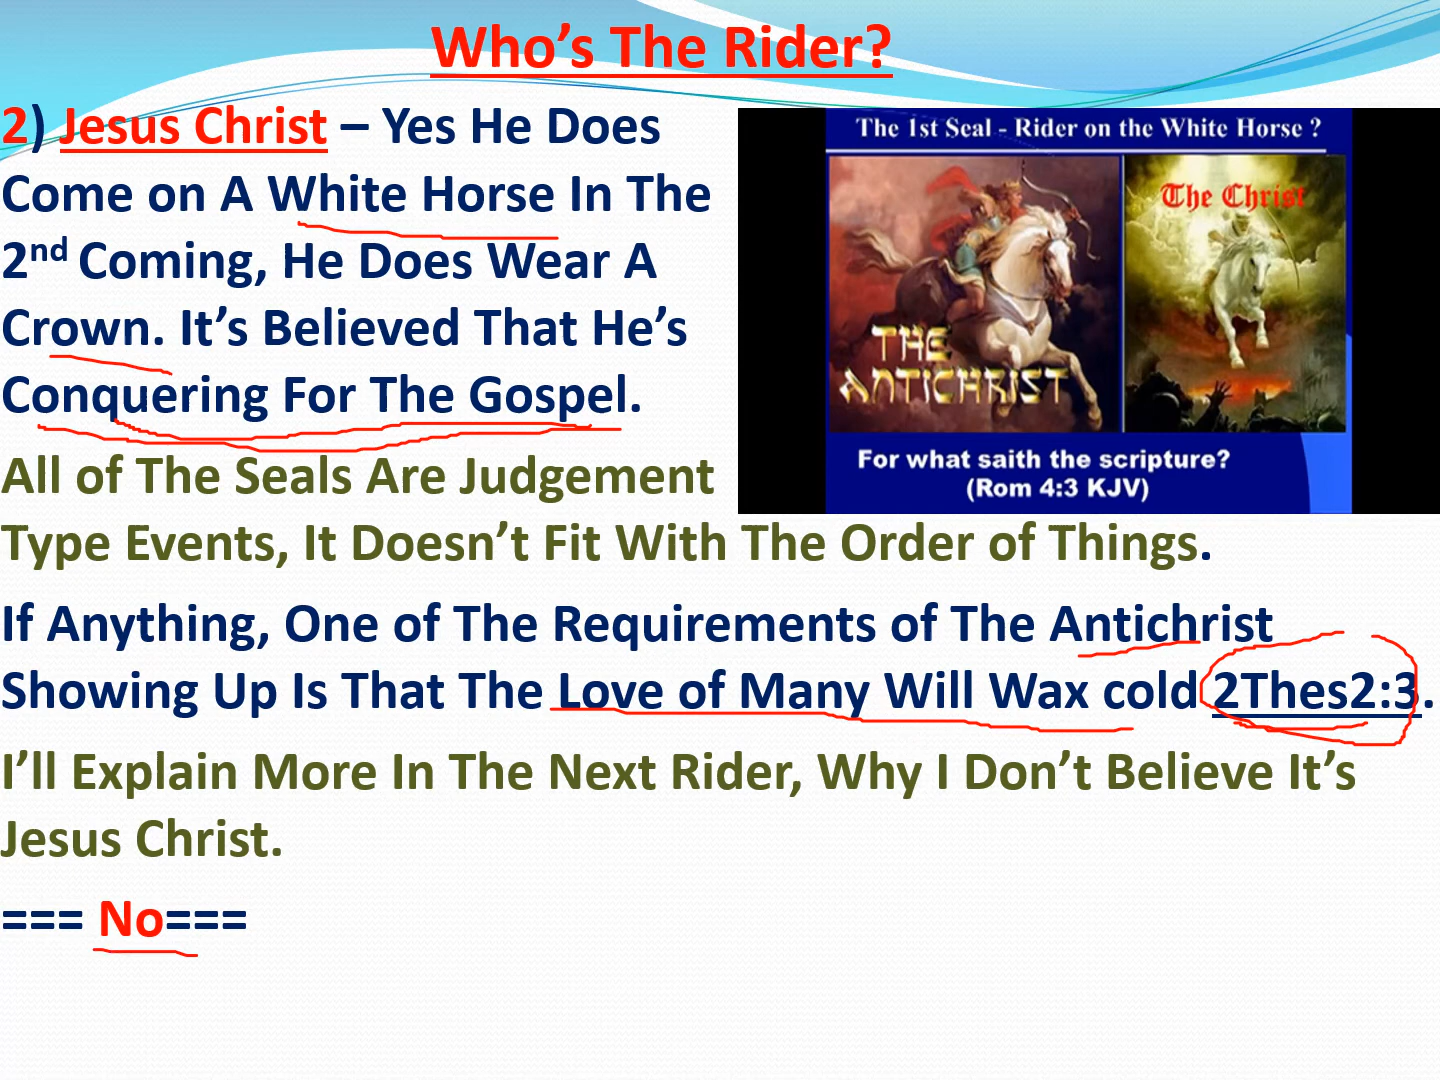 Who's The Rider?
2) Jesus Christ – Yes He Does
Come on A White Horse In The
2nd Coming, He Does Wear A
Crown. It's Believed That He's
Conquering For The Gospel.
The 1st Seal - Rider on the White Horse ?
THE
ANTICHRIST
The Christ
For what saith the scripture?
(Rom 4:3 KJV)
All of The Seals Are Judgement
Type Events, It Doesn't Fit With The Order of Things.
If Anything, One of The Requirements of The Antichrist
Showing Up Is That The Love of Many Will Wax cold 2Thes2:3.
I'll Explain More In The Next Rider, Why I Don't Believe It's
Jesus Christ.
=== No===